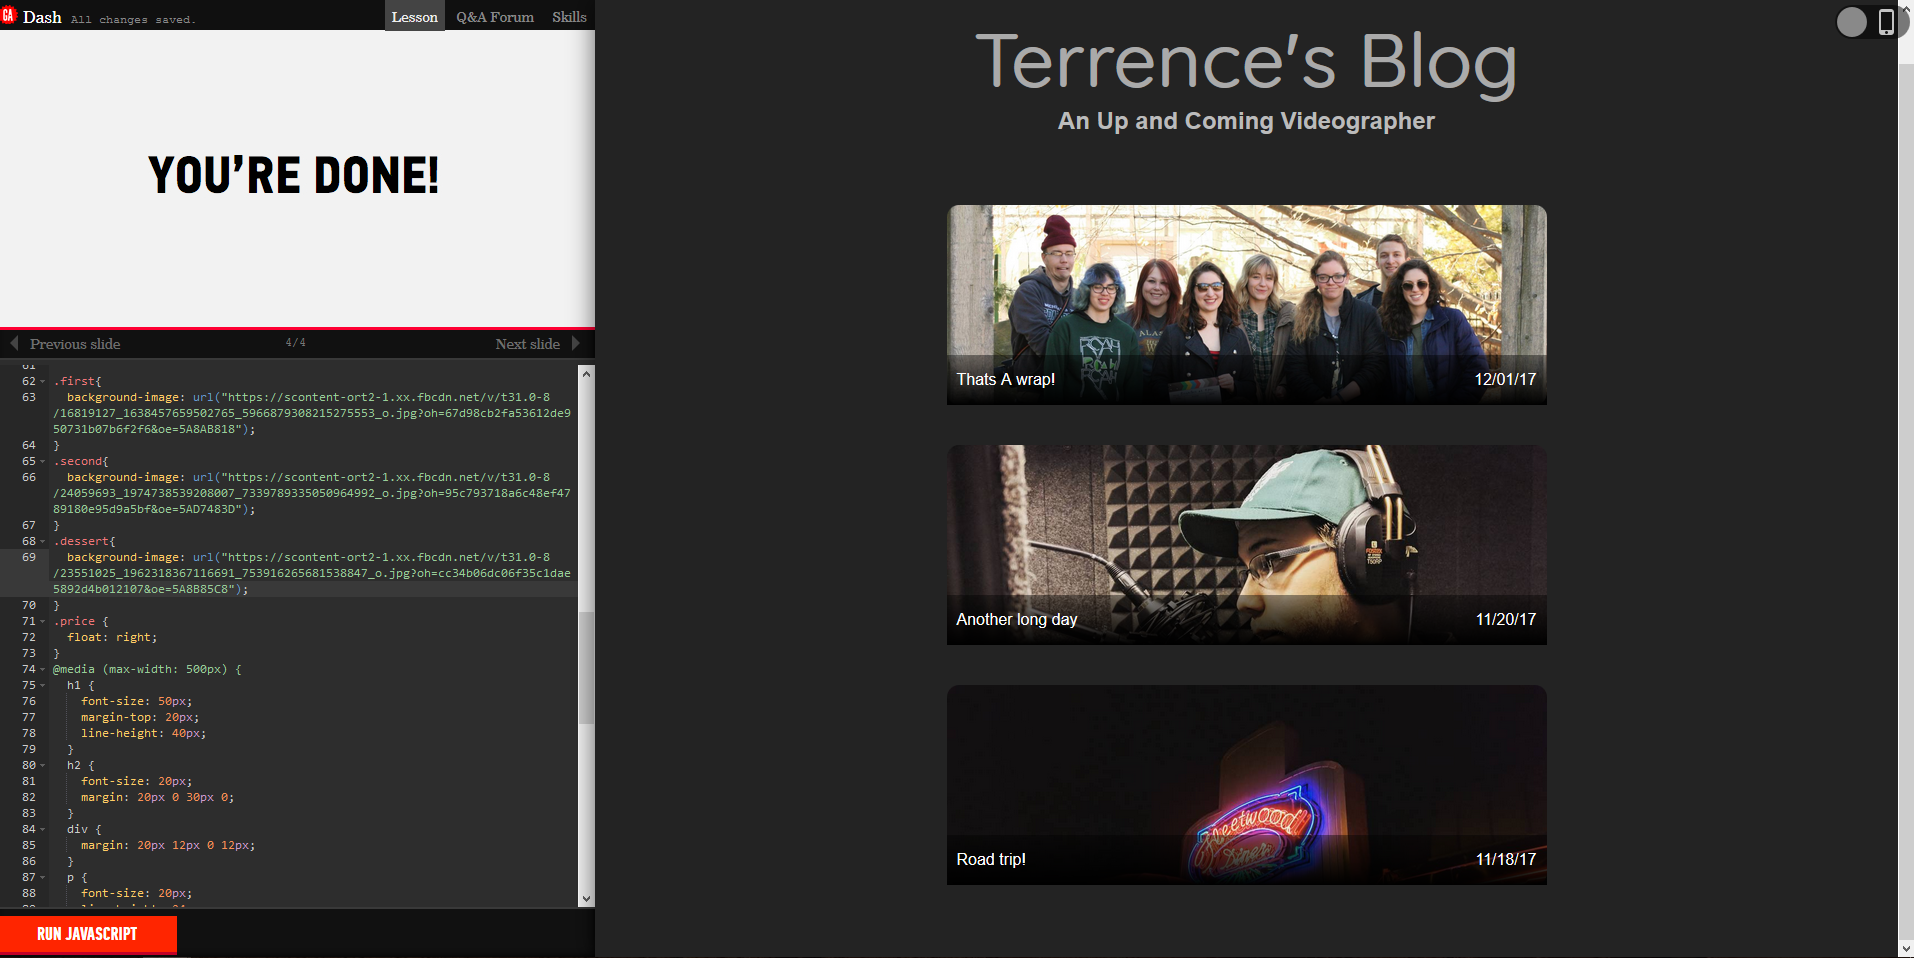 GA
Dash All changes saved.
Lesson Q&A Forum Skills
YOU'RE DONE!
Previous slide 4/4 Next slide
61
62 .first{
63 background-image: url("https://scontent-ort2-1.xx.fbcdn.net/v/t31.0-8
/16819127_1638457659502765_5966879308215275553_o.jpg?oh=67d98cb2fa53612de9
50731b07b6f2f6&oe=5A8AB818");
64 }
65 .second{
66 background-image: url("https://scontent-ort2-1.xx.fbcdn.net/v/t31.0-8
/24059693_1974738539208007_7339789335050964992_o.jpg?oh=95c793718a6c48ef47
89180e95d9a5bf&oe=5AD7483D");
67 }
68 .dessert{
69 background-image: url("https://scontent-ort2-1.xx.fbcdn.net/v/t31.0-8
/23551025_1962318367116691_753916265681538847_o.jpg?oh=cc34b06dc06f35c1dae
5892d4b012107&oe=5A8B85C8");
70 }
71 .price {
72 float: right;
73 }
74 @media (max-width: 500px) {
75 h1 {
76 font-size: 50px;
77 margin-top: 20px;
78 line-height: 40px;
79 }
80 h2 {
81 font-size: 20px;
82 margin: 20px 0 30px 0;
83 }
84 div {
85 margin: 20px 12px 0 12px;
86 }
87 p {
88 font-size: 20px;
RUN JAVASCRIPT
Terrence's Blog
An Up and Coming Videographer
Thats A wrap! 12/01/17
Another long day 11/20/17
Fleetwood
Diner
Road trip! 11/18/17